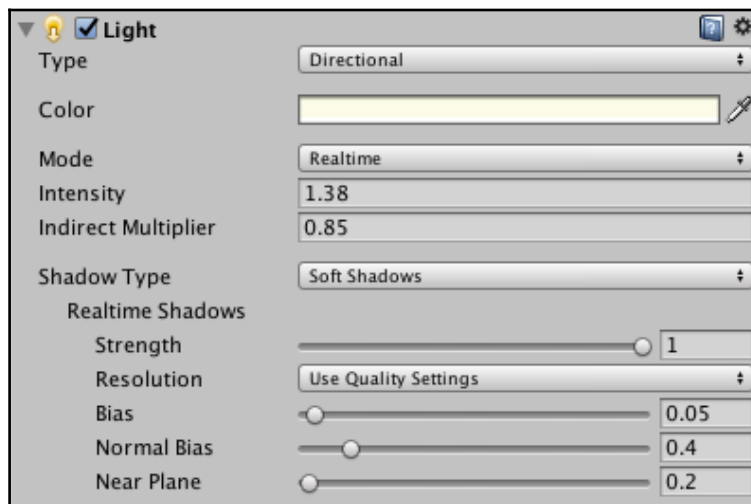 Light
Type Directional
Color
Mode Realtime
Intensity 1.38
Indirect Multiplier 0.85
Shadow Type Soft Shadows
Realtime Shadows
Strength 1
Resolution Use Quality Settings
Bias 0.05
Normal Bias 0.4
Near Plane 0.2